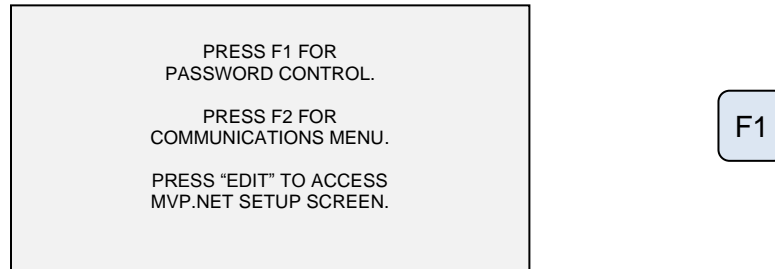 PRESS F1 FOR
PASSWORD CONTROL.
PRESS F2 FOR
COMMUNICATIONS MENU.
PRESS “EDIT” TO ACCESS
MVP.NET SETUP SCREEN.
F1